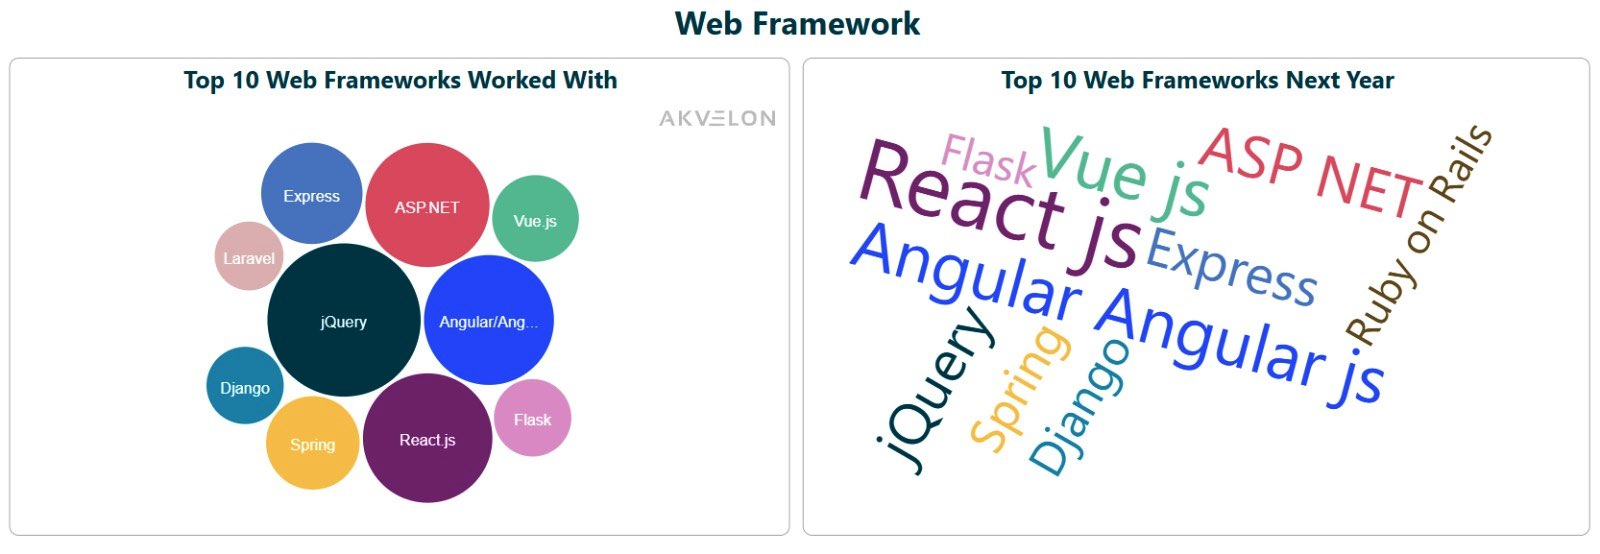 Web Framework
Top 10 Web Frameworks Worked With
AKVELON
Express
ASP.NET
Vue.js
Laravel
jQuery
Angular/Ang...
Django
Spring
React.js
Flask
Top 10 Web Frameworks Next Year
React js
Flask
Vue js
ASP NET
Ruby on Rails
Angular Angular js
Express
jQuery
Spring
Django